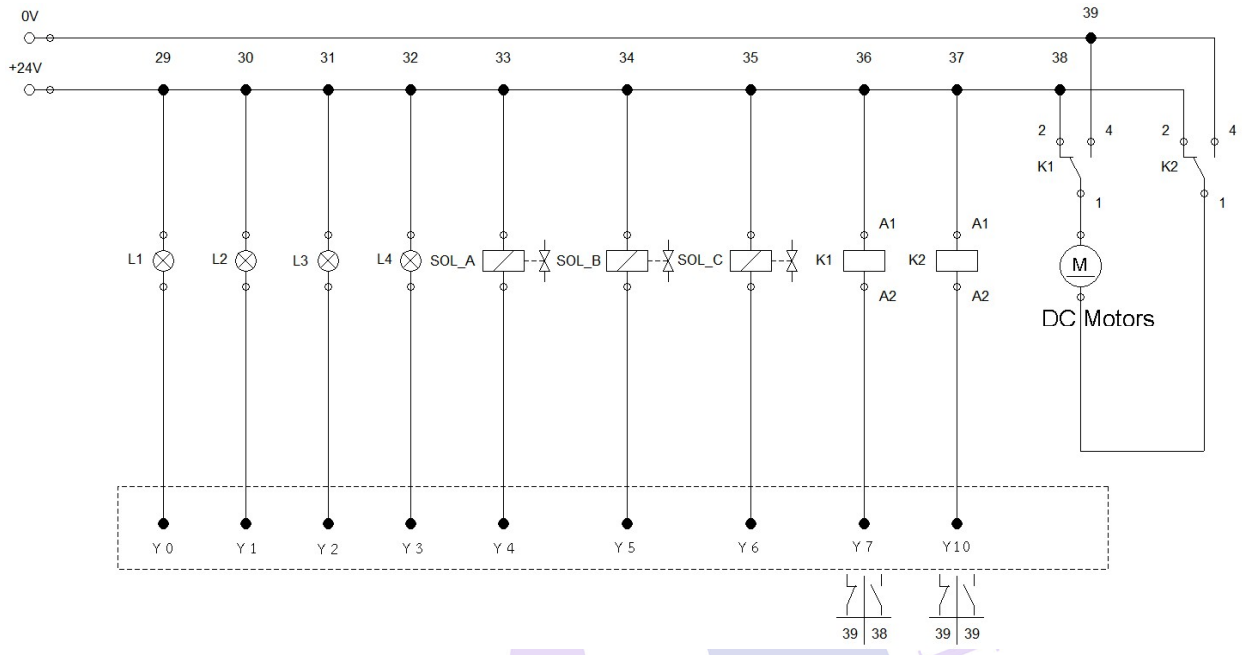 0V
39
29 30 31 32 33 34 35 36 37 38
+24V
2 4 2 4
K1 K2
1 1
A1 A1
L1 L2 L3 L4 SOL_A SOL_B SOL_C K1 K2 M
A2 A2
DC Motors
Y 0 Y 1 Y 2 Y 3 Y 4 Y 5 Y 6 Y 7 Y10
39 38 39 39